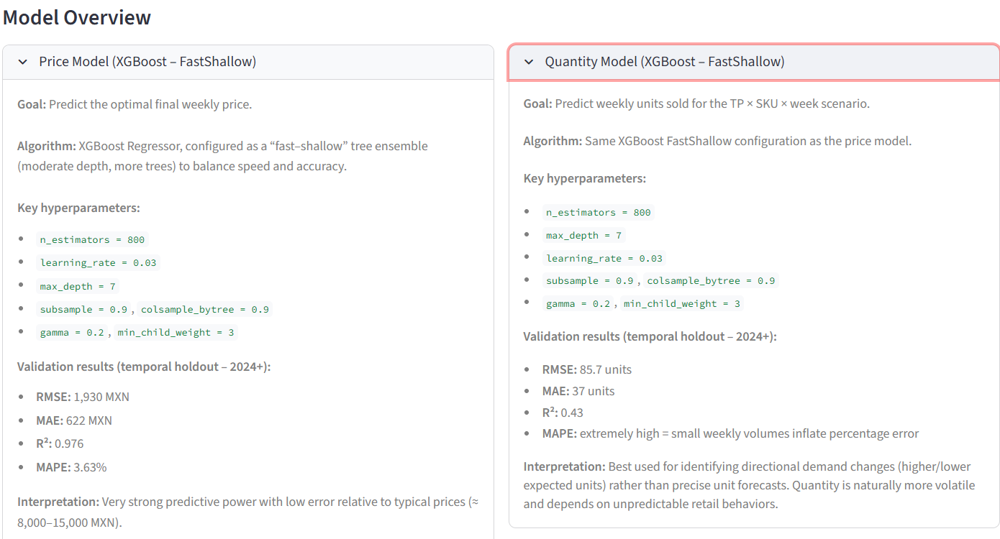 Model Overview
Price Model (XGBoost – FastShallow)
Goal: Predict the optimal final weekly price.
Algorithm: XGBoost Regressor, configured as a “fast–shallow” tree ensemble
(moderate depth, more trees) to balance speed and accuracy.
Key hyperparameters:
• n_estimators = 800
• learning_rate = 0.03
• max_depth = 7
• subsample = 0.9 , colsample_bytree = 0.9
• gamma = 0.2 , min_child_weight = 3
Validation results (temporal holdout – 2024+):
• RMSE: 1,930 MXN
• MAE: 622 MXN
• R²: 0.976
• MAPE: 3.63%
Interpretation: Very strong predictive power with low error relative to typical prices (≈
8,000–15,000 MXN).
Quantity Model (XGBoost – FastShallow)
Goal: Predict weekly units sold for the TP × SKU × week scenario.
Algorithm: Same XGBoost FastShallow configuration as the price model.
Key hyperparameters:
• n_estimators = 800
• max_depth = 7
• learning_rate = 0.03
• subsample = 0.9 , colsample_bytree = 0.9
• gamma = 0.2 , min_child_weight = 3
Validation results (temporal holdout – 2024+):
• RMSE: 85.7 units
• MAE: 37 units
• R²: 0.43
• MAPE: extremely high = small weekly volumes inflate percentage error
Interpretation: Best used for identifying directional demand changes (higher/lower
expected units) rather than precise unit forecasts. Quantity is naturally more volatile
and depends on unpredictable retail behaviors.